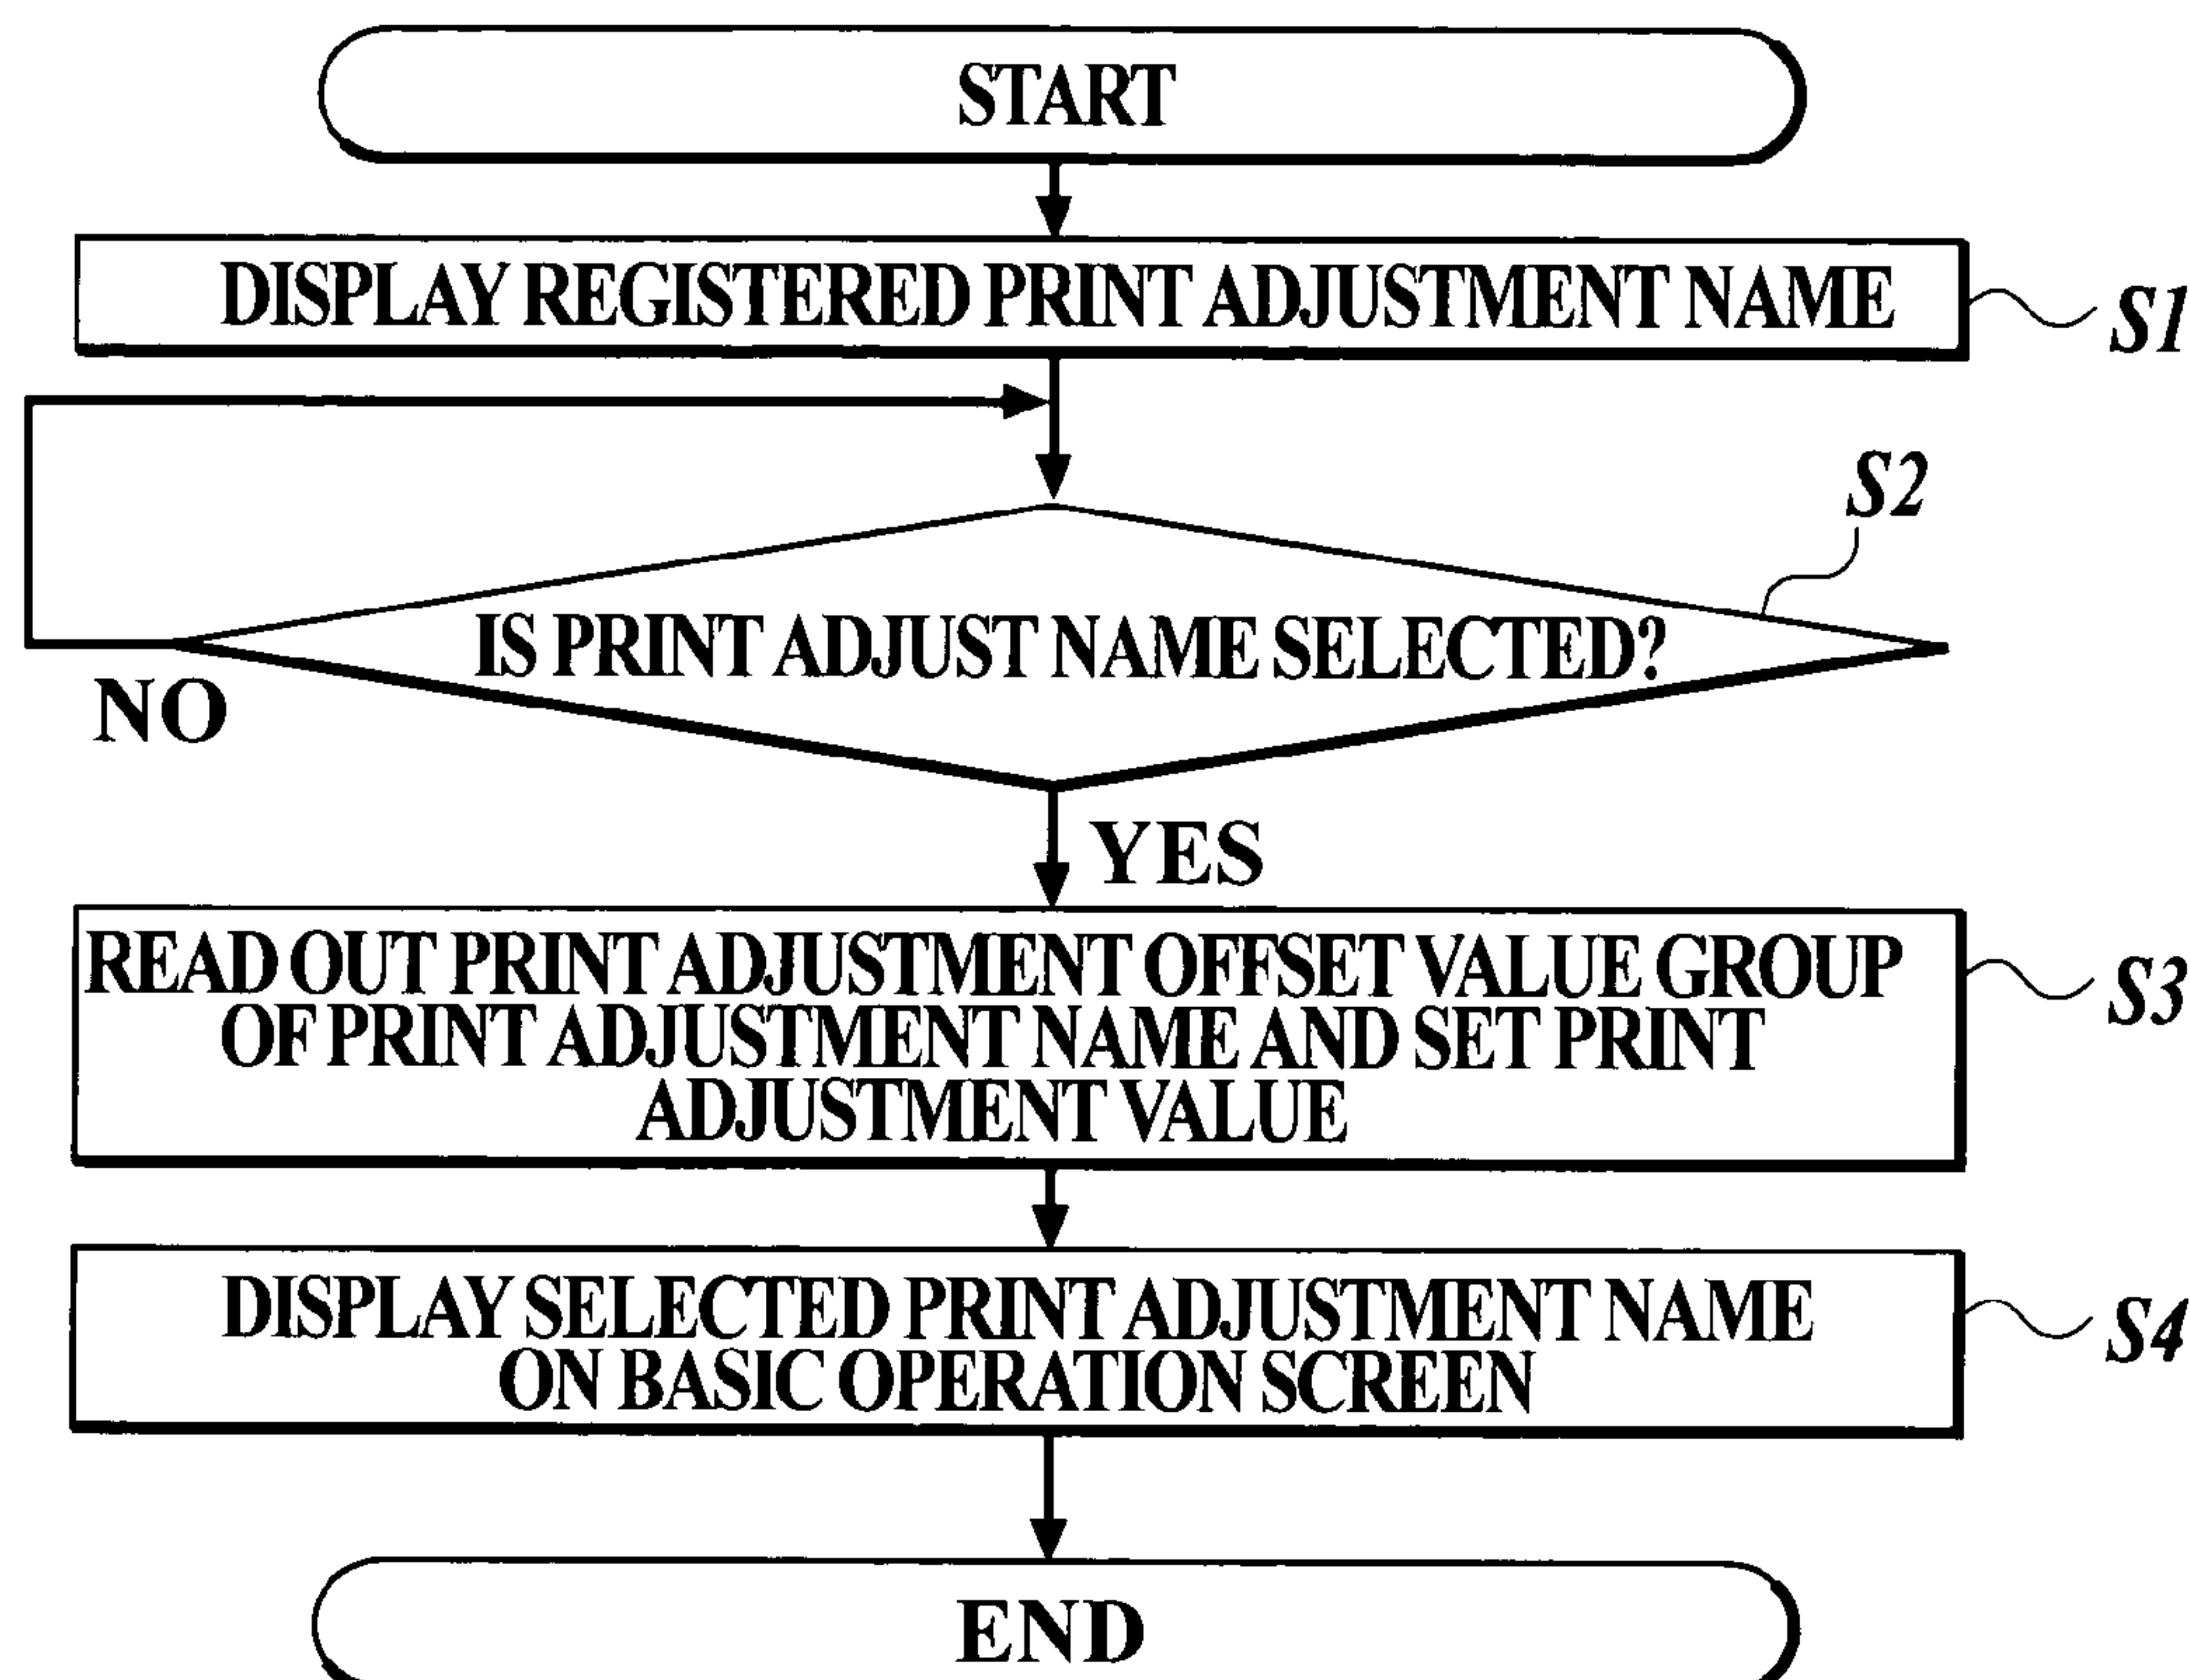 START
DISPLAY REGISTERED PRINT ADJUSTMENT NAME
S1
S2
IS PRINT ADJUST NAME SELECTED?
NO
YES
READ OUT PRINT ADJUSTMENT OFFSET VALUE GROUP
OF PRINT ADJUSTMENT NAME AND SET PRINT
ADJUSTMENT VALUE
S3
DISPLAY SELECTED PRINT ADJUSTMENT NAME
ON BASIC OPERATION SCREEN
S4
END